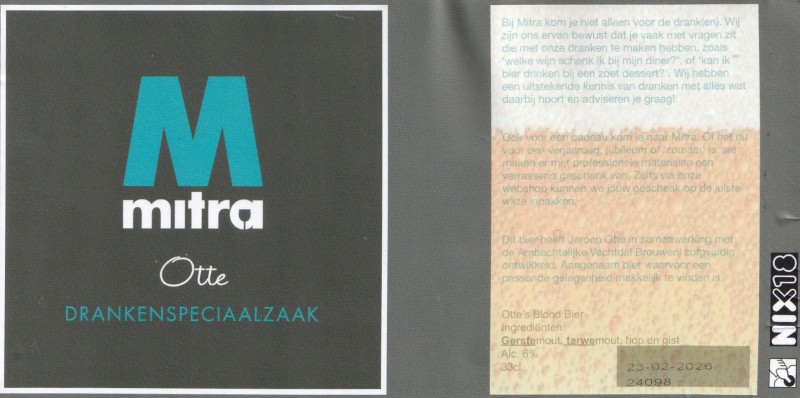 M
mitra
Otte
DRANKENSPECIAALZAAK
Bij Mitra kom je niet alleen voor de drank(en). Wij
zijn ons ervan bewust dat je vaak met vragen zit
die met onze dranken te maken hebben, zoals
'welke wijn schenk ik bij mijn diner?', of 'kan ik
bier drinken bij een zoet dessert?'. Wij hebben
een uitstekende kennis van dranken met alles wat
daarbij hoort en adviseren je graag!
Ook voor een cadeau kom je naar Mitra. Of het nu
voor een verjaardag, jubileum of 'zomaar' is, we
maken er met professionele materialen een
verrassend geschenk van. Zelfs via onze
webshop kunnen we jouw geschenk op de juiste
wijze inpakken.
Dit bier heeft Jeroen Otte in samenwerking met
de Ambachtelijke Vechtdal Brouwerij zorgvuldig
ontwikkeld. Aangenaam bier waarvoor een
passende gelegenheid makkelijk te vinden is.
Otte's Blond Bier
Ingrediënten:
Gerstemout, tarwemout, hop en gist
Alc. 6%
33cl
23-02-2026
24098
NIX18